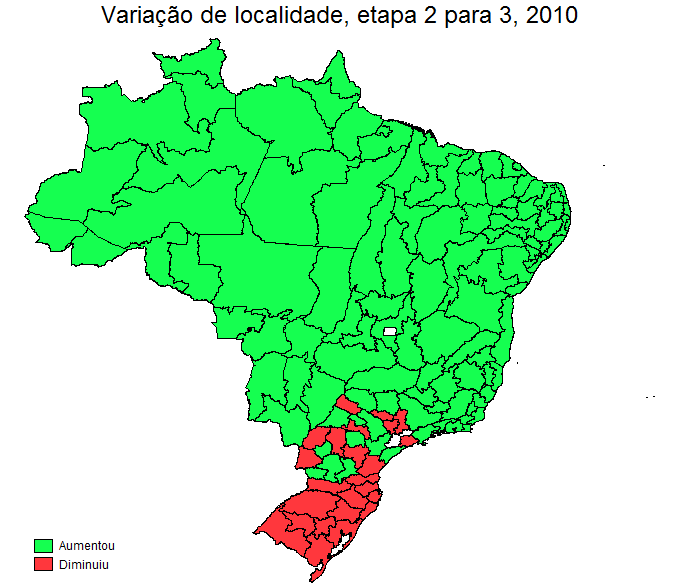 Variação de localidade, etapa 2 para 3, 2010
Aumentou
Diminuiu